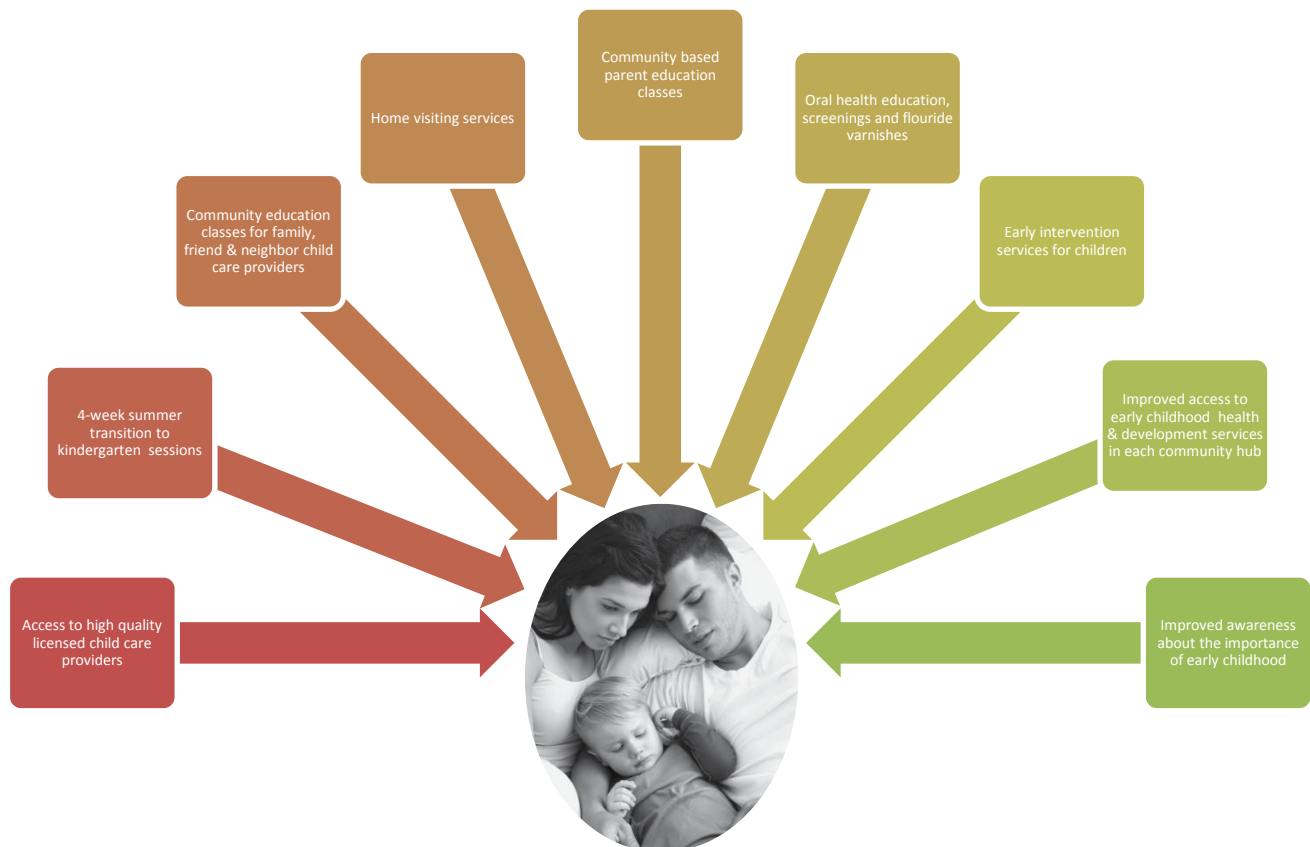 Access to high quality
licensed child care
providers
4-week summer
transition to
kindergarten sessions
Community education
classes for family,
friend & neighbor child
care providers
Home visiting services
Community based
parent education
classes
Oral health education,
screenings and flouride
varnishes
Early intervention
services for children
Improved access to
early childhood health
& development services
in each community hub
Improved awareness
about the importance
of early childhood